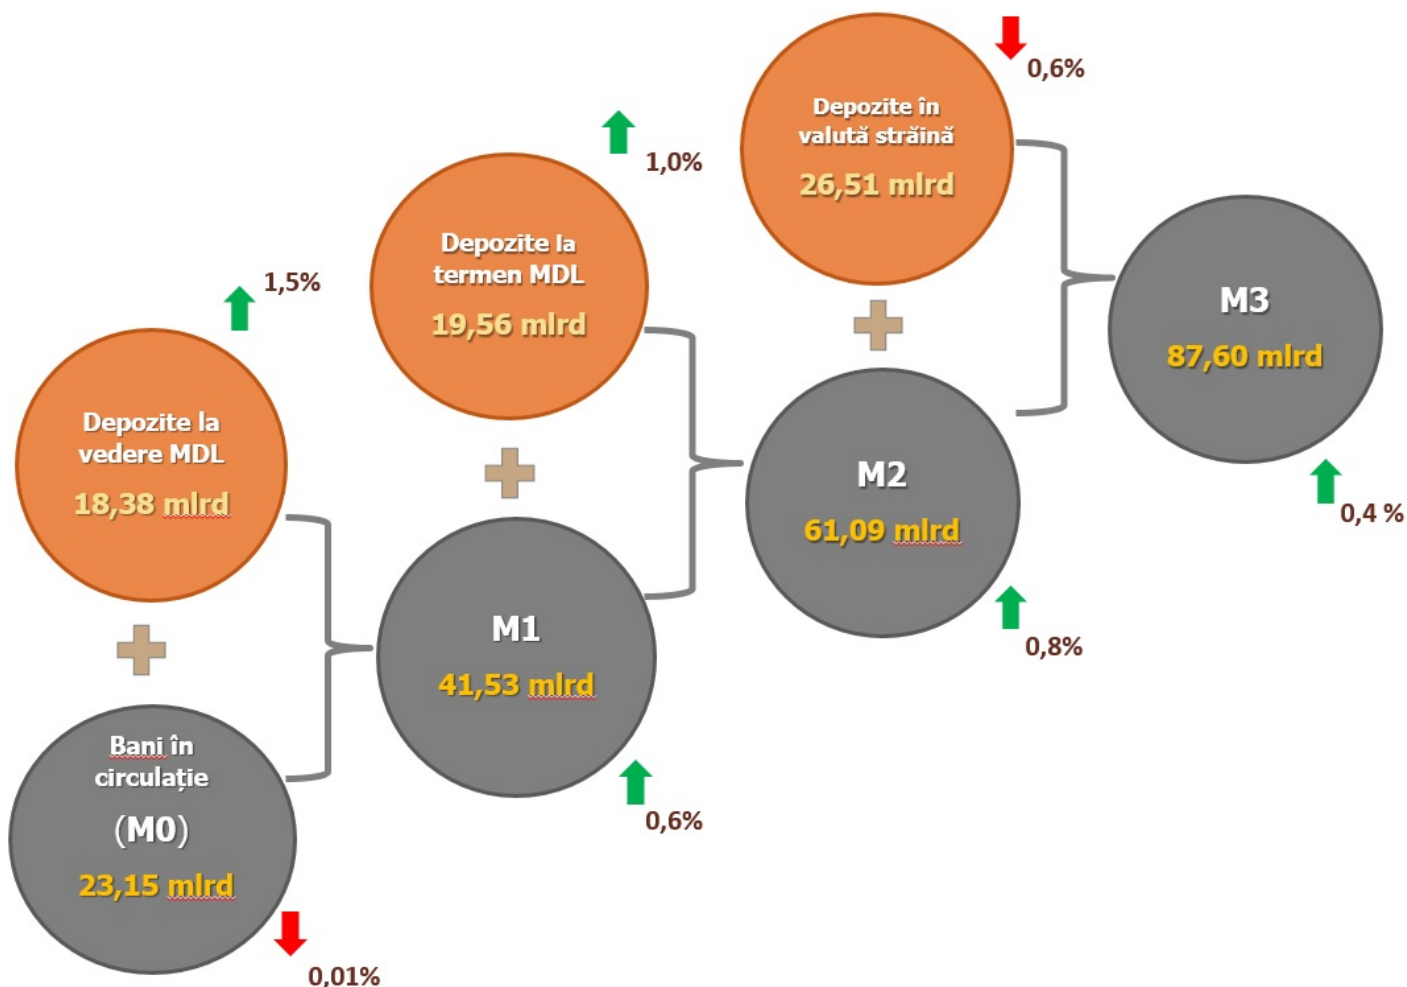 0,6%
Depozite în
valută străină
26,51 mlrd
1,0%
Depozite la
termen MDL
19,56 mlrd
1,5%
Depozite la
vedere MDL
18,38 mlrd
M3
87,60 mlrd
0,4 %
M2
61,09 mlrd
0,8%
M1
41,53 mlrd
0,6%
Bani în
circulație
(M0)
23,15 mlrd
0,01%